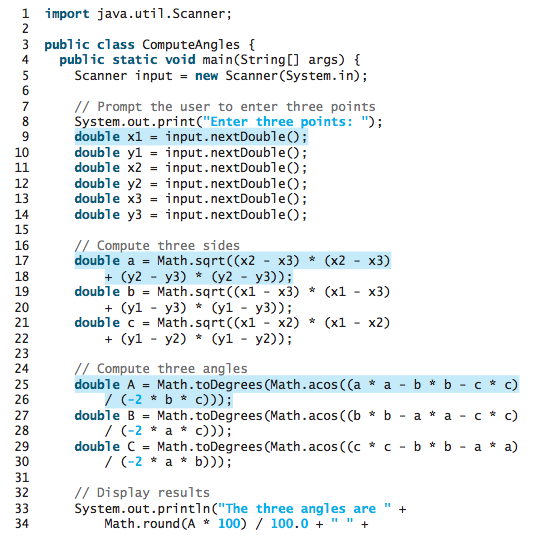 1 import java.util.Scanner;
2
3 public class ComputeAngles {
4 public static void main(String[] args) {
5 Scanner input = new Scanner(System.in);
6
7 // Prompt the user to enter three points
8 System.out.print("Enter three points: ");
9 double x1 = input.nextDouble();
10 double y1 = input.nextDouble();
11 double x2 = input.nextDouble();
12 double y2 = input.nextDouble();
13 double x3 = input.nextDouble();
14 double y3 = input.nextDouble();
15
16 // Compute three sides
17 double a = Math.sqrt((x2 - x3) * (x2 - x3)
18 + (y2 - y3) * (y2 - y3));
19 double b = Math.sqrt((x1 - x3) * (x1 - x3)
20 + (y1 - y3) * (y1 - y3));
21 double c = Math.sqrt((x1 - x2) * (x1 - x2)
22 + (y1 - y2) * (y1 - y2));
23
24 // Compute three angles
25 double A = Math.toDegrees(Math.acos((a * a - b * b - c * c)
26 / (-2 * b * c)));
27 double B = Math.toDegrees(Math.acos((b * b - a * a - c * c)
28 / (-2 * a * c)));
29 double C = Math.toDegrees(Math.acos((c * c - b * b - a * a)
30 / (-2 * a * b)));
31
32 // Display results
33 System.out.println("The three angles are " +
34 Math.round(A * 100) / 100.0 + " " +